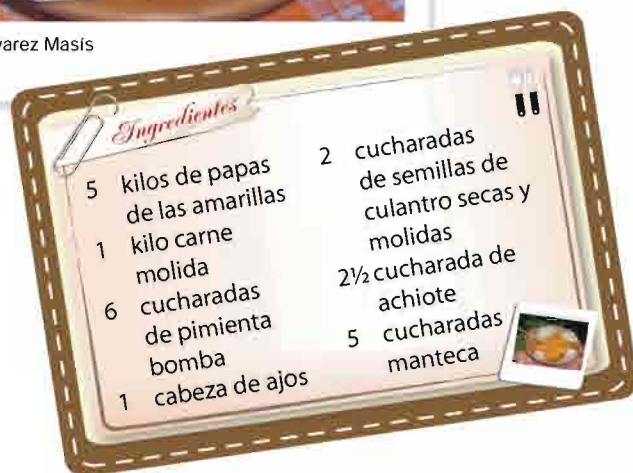 varez Masís
Ingredientes
5 kilos de papas
de las amarillas
1 kilo carne
molida
6 cucharadas
de pimienta
bomba
1 cabeza de ajos
2 cucharadas
de semillas de
culantro secas y
molidas
2½ cucharada de
achiote
5 cucharadas
manteca